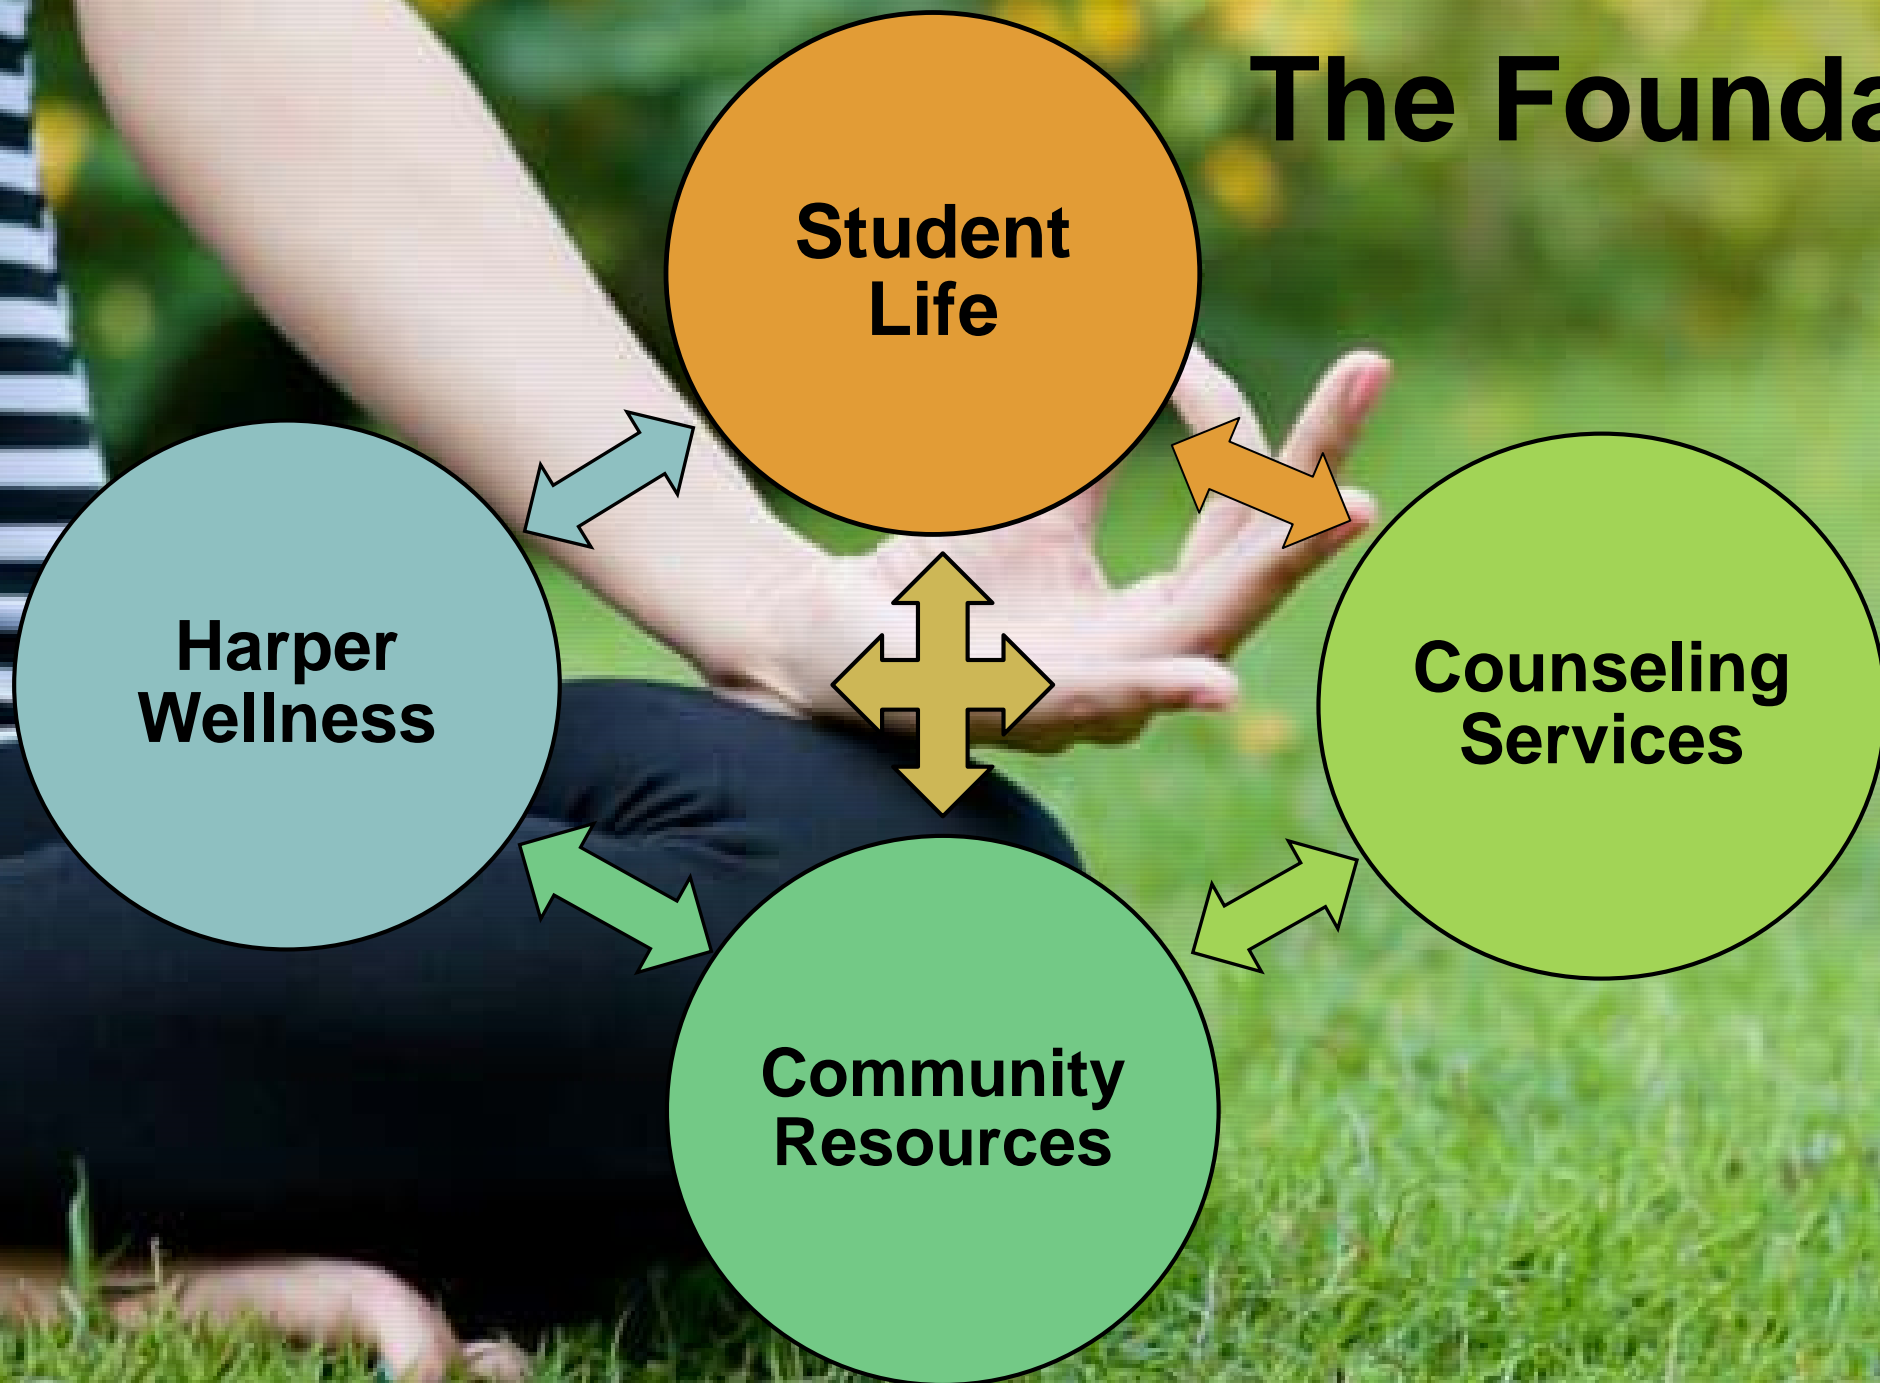 The Founda
Student
Life
Harper
Wellness
Counseling
Services
Community
Resources